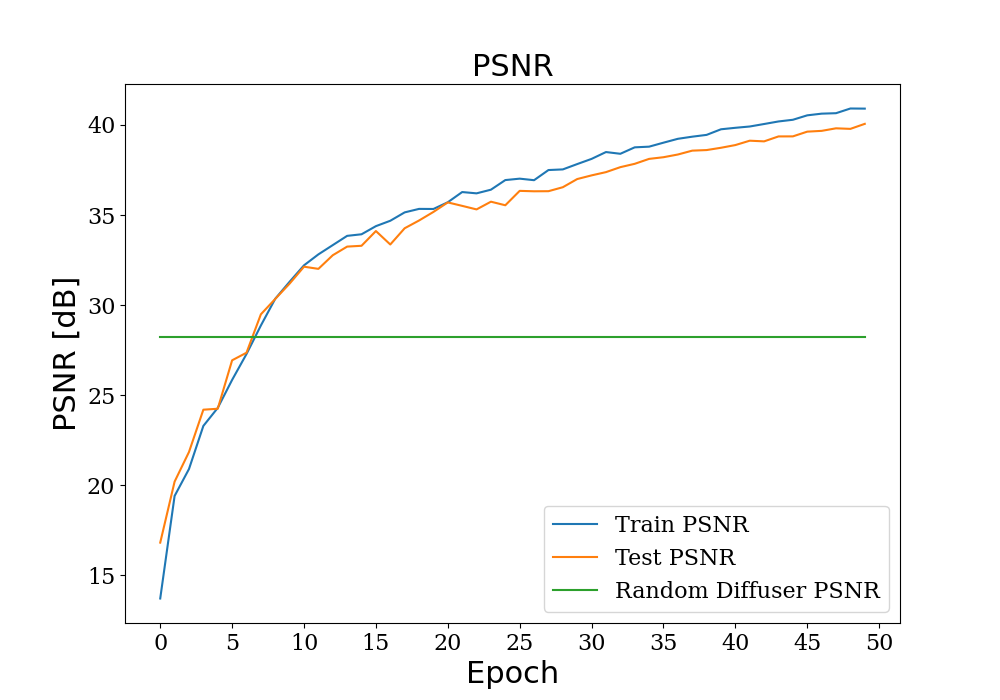 PSNR
PSNR [dB]
40
35
30
25
20
15
0 5 10 15 20 25 30 35 40 45 50
Epoch
Train PSNR
Test PSNR
Random Diffuser PSNR